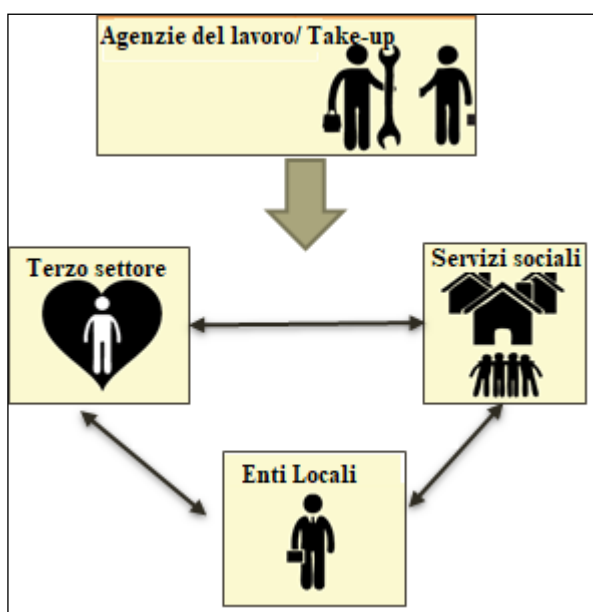 Agenzie del lavoro/ Take-up
Terzo settore
Servizi sociali
Enti Locali